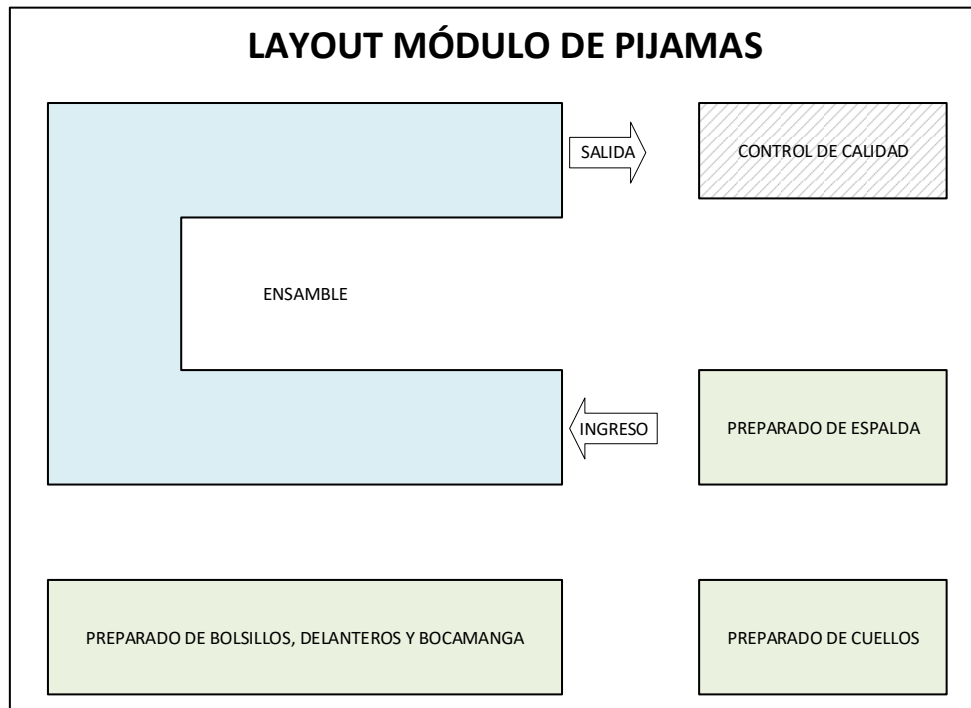 LAYOUT MÓDULO DE PIJAMAS
SALIDA
CONTROL DE CALIDAD
ENSAMBLE
INGRESO
PREPARADO DE ESPALDA
PREPARADO DE BOLSILLOS, DELANTEROS Y BOCAMANGA
PREPARADO DE CUELLOS